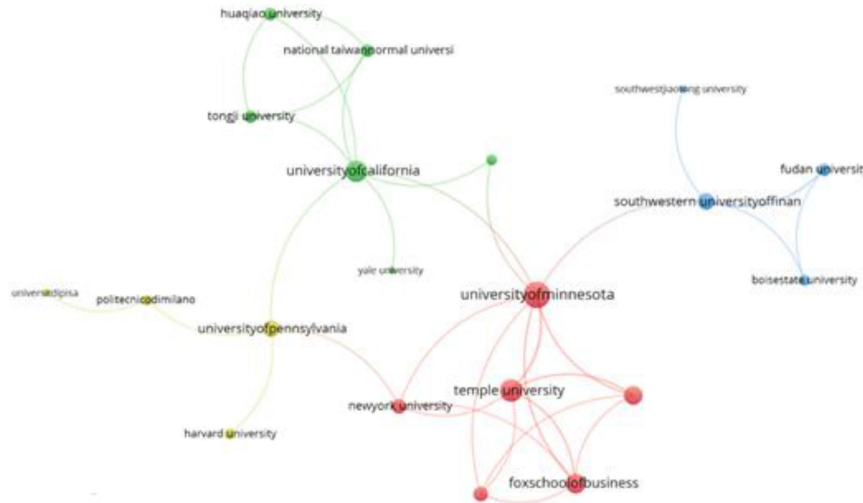 huaqiao university
national taiwannormal universi
tongji university
universityofcalifornia
southwestjiaotong university
fudan universit
southwestern universityoffinan
yale university
boisestate university
universitdipisa
politecnicodimilano
universityofminnesota
universityofpennsylvania
temple university
newyork university
harvard university
foxschoolofbusiness